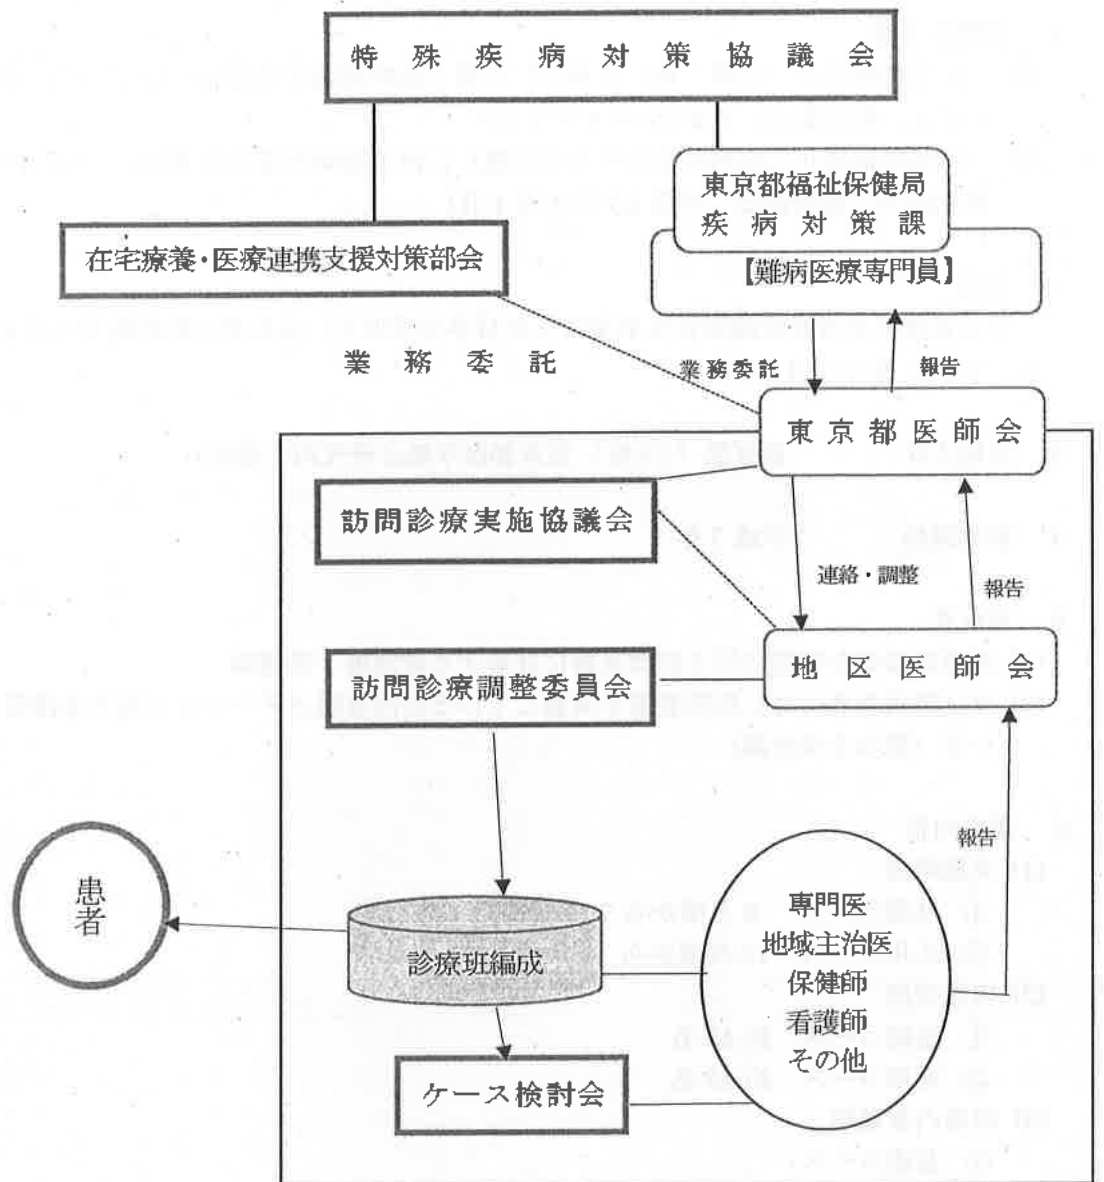 特殊疾病対策協議会
東京都福祉保健局
疾病対策課
在宅療養・医療連携支援対策部会
【難病医療専門員】
業務委託
業務委託
報告
東京都医師会
訪問診療実施協議会
連絡・調整
報告
地区医師会
訪問診療調整委員会
報告
患者
専門医
地域主治医
診療班編成
保健師
看護師
その他
ケース検討会